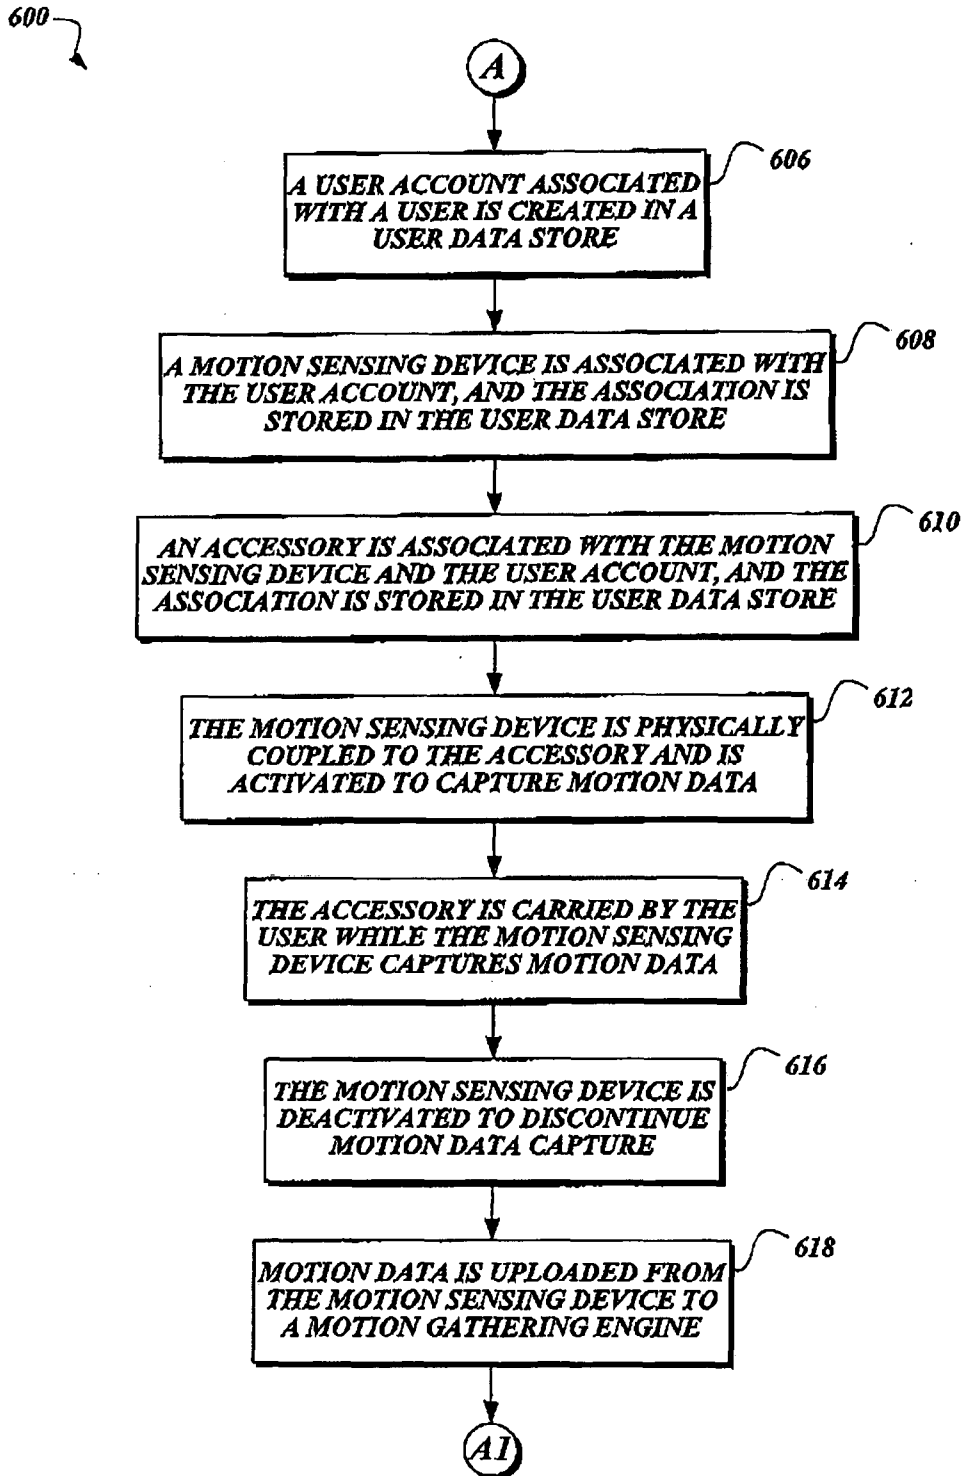 600
A
606
A USER ACCOUNT ASSOCIATED
WITH A USER IS CREATED IN A
USER DATA STORE
608
A MOTION SENSING DEVICE IS ASSOCIATED WITH
THE USER ACCOUNT, AND THE ASSOCIATION IS
STORED IN THE USER DATA STORE
610
AN ACCESSORY IS ASSOCIATED WITH THE MOTION
SENSING DEVICE AND THE USER ACCOUNT, AND THE
ASSOCIATION IS STORED IN THE USER DATA STORE
612
THE MOTION SENSING DEVICE IS PHYSICALLY
COUPLED TO THE ACCESSORY AND IS
ACTIVATED TO CAPTURE MOTION DATA
614
THE ACCESSORY IS CARRIED BY THE
USER WHILE THE MOTION SENSING
DEVICE CAPTURES MOTION DATA
616
THE MOTION SENSING DEVICE IS
DEACTIVATED TO DISCONTINUE
MOTION DATA CAPTURE
618
MOTION DATA IS UPLOADED FROM
THE MOTION SENSING DEVICE TO
A MOTION GATHERING ENGINE
A1